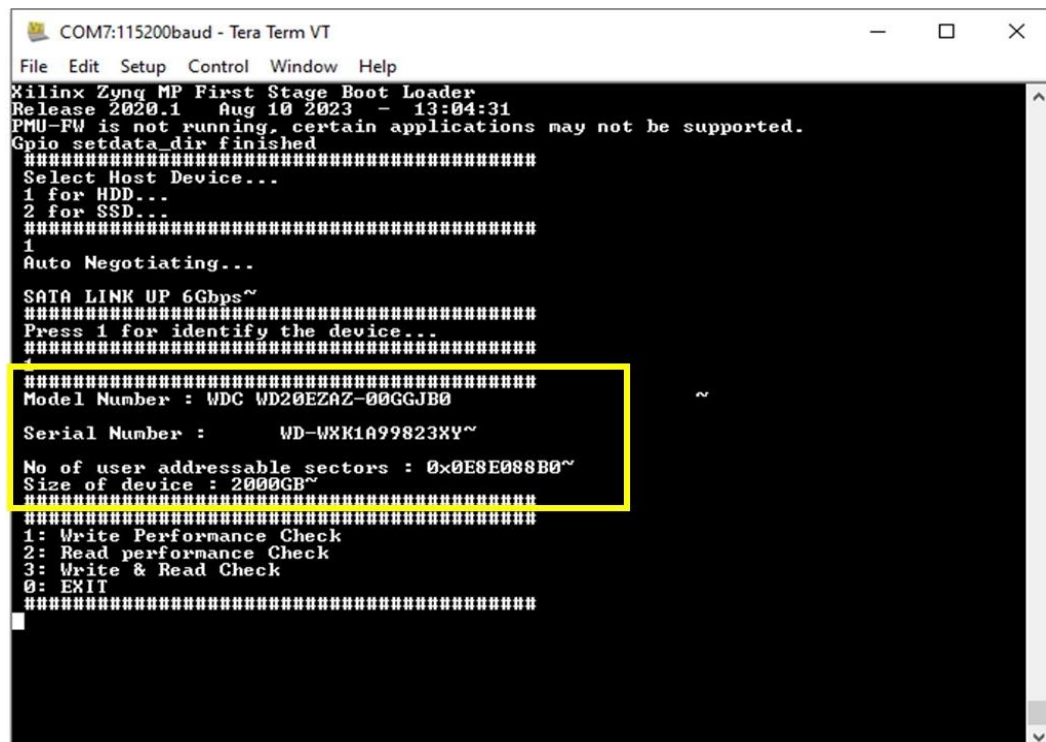 COM7:115200baud - Tera Term VT
File Edit Setup Control Window Help
Xilinx Zynq MP First Stage Boot Loader
Release 2020.1   Aug 10 2023  -  13:04:31
PMU-FW is not running, certain applications may not be supported.
Gpio setdata_dir finished
##########################################
Select Host Device...
1 for HDD...
2 for SSD...
##########################################
1
Auto Negotiating...
SATA LINK UP 6Gbps~
##########################################
Press 1 for identify the device...
##########################################
1
##########################################
Model Number : WDC WD20EZAZ-00GGJB0                    ~
Serial Number :      WD-WXK1A99823XY~
No of user addressable sectors : 0x0E8E088B0~
Size of device : 2000GB~
##########################################
##########################################
1: Write Performance Check
2: Read performance Check
3: Write & Read Check
0: EXIT
##########################################